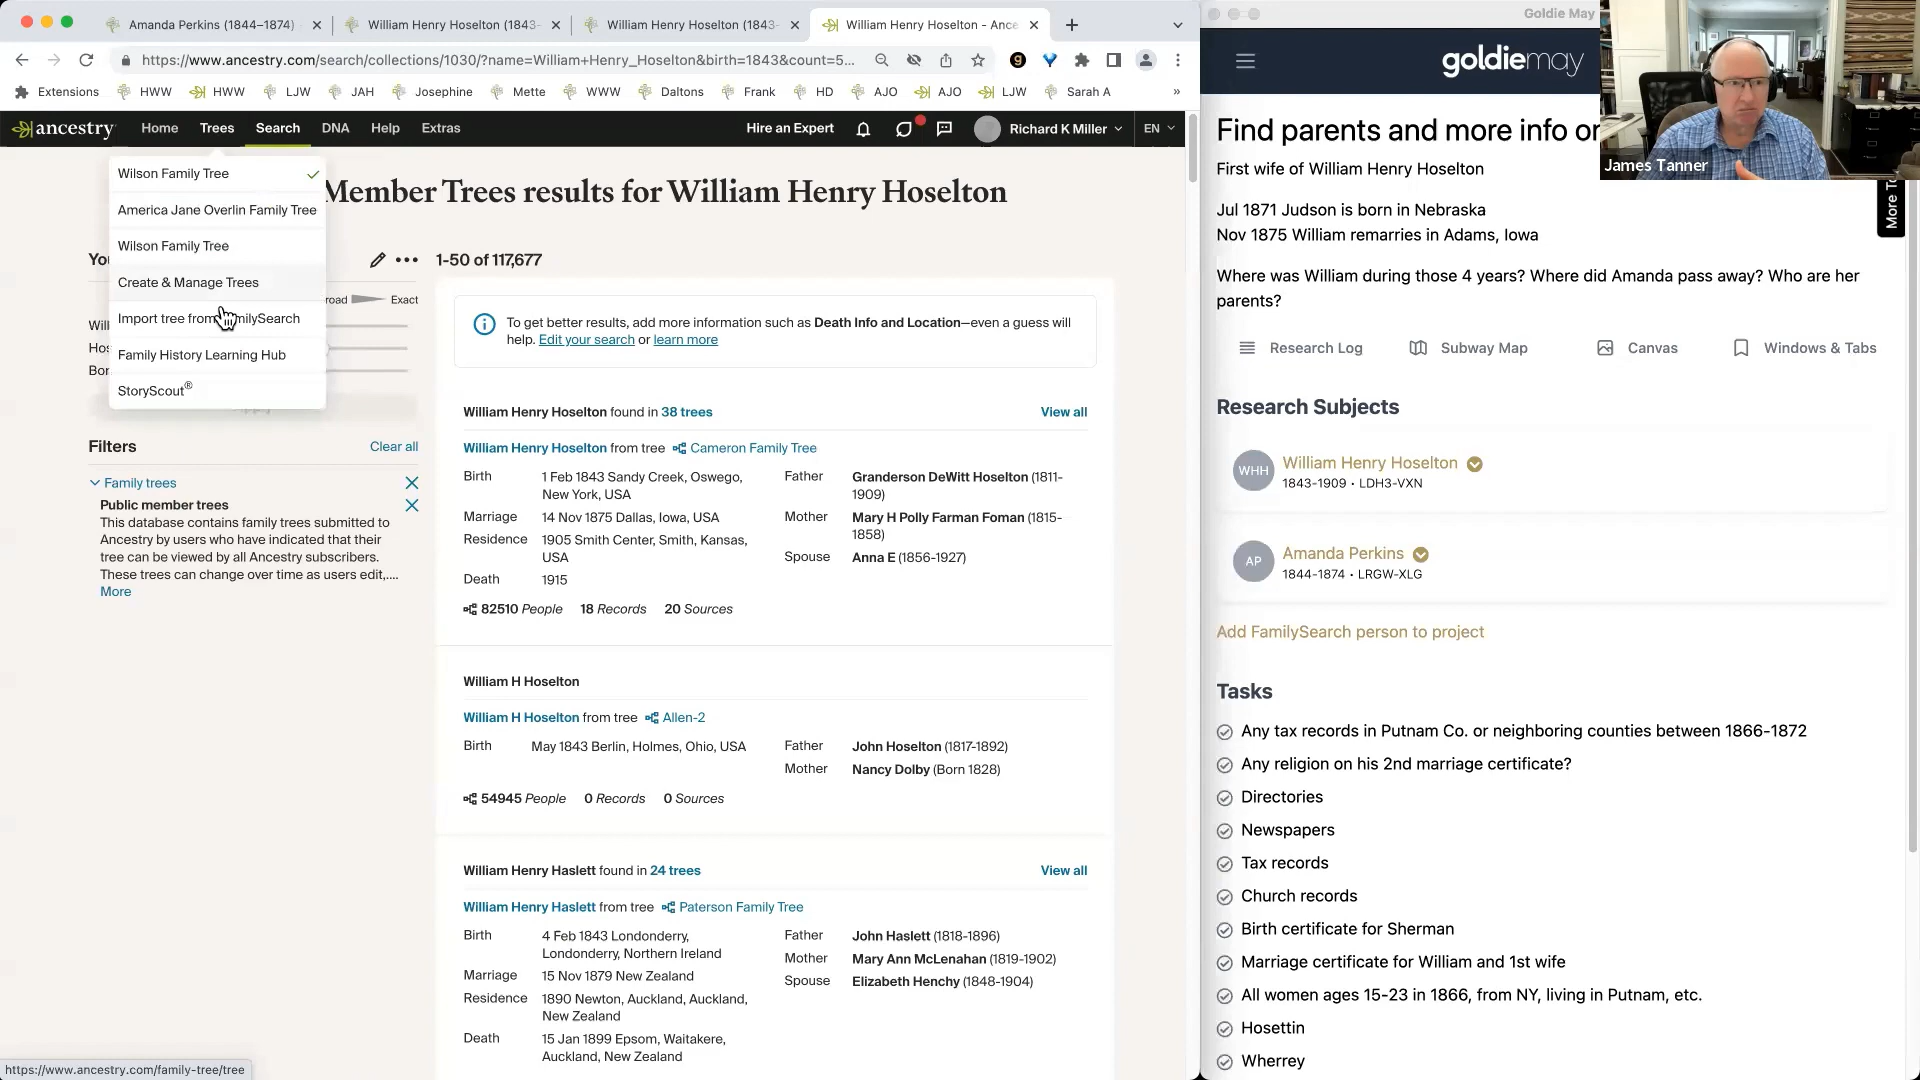 Amanda Perkins (1844–1874)
William Henry Hoselton (1843-
William Henry Hoselton (1843-
William Henry Hoselton - Ance
Goldie May
https://www.ancestry.com/search/collections/1030/?name=William+Henry_Hoselton&birth=1843&count=5...
Extensions
HWW
HWW
LJW
JAH
Josephine
Mette
WWW
Daltons
Frank
HD
AJO
AJO
LJW
Sarah A
»
ancestry
Home
Trees
Search
DNA
Help
Extras
Hire an Expert
Richard K Miller
EN
Wilson Family Tree
America Jane Overlin Family Tree
Wilson Family Tree
Create & Manage Trees
Import tree from FamilySearch
Family History Learning Hub
StoryScout®
Member Trees results for William Henry Hoselton
1-50 of 117,677
Exact
To get better results, add more information such as Death Info and Location—even a guess will
help. Edit your search or learn more
Filters
Clear all
Family trees
Public member trees
This database contains family trees submitted to
Ancestry by users who have indicated that their
tree can be viewed by all Ancestry subscribers.
These trees can change over time as users edit,....
More
William Henry Hoselton found in 38 trees
View all
William Henry Hoselton from tree Cameron Family Tree
Birth 1 Feb 1843 Sandy Creek, Oswego,
New York, USA
Marriage 14 Nov 1875 Dallas, Iowa, USA
Residence 1905 Smith Center, Smith, Kansas,
USA
Death 1915
Father Granderson DeWitt Hoselton (1811-
1909)
Mother Mary H Polly Farman Foman (1815-
1858)
Spouse Anna E (1856-1927)
82510 People 18 Records 20 Sources
William H Hoselton
William H Hoselton from tree Allen-2
Birth May 1843 Berlin, Holmes, Ohio, USA
Father John Hoselton (1817-1892)
Mother Nancy Dolby (Born 1828)
54945 People 0 Records 0 Sources
William Henry Haslett found in 24 trees
View all
William Henry Haslett from tree Paterson Family Tree
Birth 4 Feb 1843 Londonderry,
Londonderry, Northern Ireland
Marriage 15 Nov 1879 New Zealand
Residence 1890 Newton, Auckland, Auckland,
New Zealand
Death 15 Jan 1899 Epsom, Waitakere,
Auckland, New Zealand
Father John Haslett (1818-1896)
Mother Mary Ann McLenahan (1819-1902)
Spouse Elizabeth Henchy (1848-1904)
https://www.ancestry.com/family-tree/tree
goldiemay
James Tanner
Find parents and more info
First wife of William Henry Hoselton
More
Jul 1871 Judson is born in Nebraska
Nov 1875 William remarries in Adams, Iowa
Where was William during those 4 years? Where did Amanda pass away? Who are her
parents?
Research Log
Subway Map
Canvas
Windows & Tabs
Research Subjects
WHH
William Henry Hoselton
1843-1909 • LDH3-VXN
AP
Amanda Perkins
1844-1874 • LRGW-XLG
Add FamilySearch person to project
Tasks
Any tax records in Putnam Co. or neighboring counties between 1866-1872
Any religion on his 2nd marriage certificate?
Directories
Newspapers
Tax records
Church records
Birth certificate for Sherman
Marriage certificate for William and 1st wife
All women ages 15-23 in 1866, from NY, living in Putnam, etc.
Hosettin
Wherrey